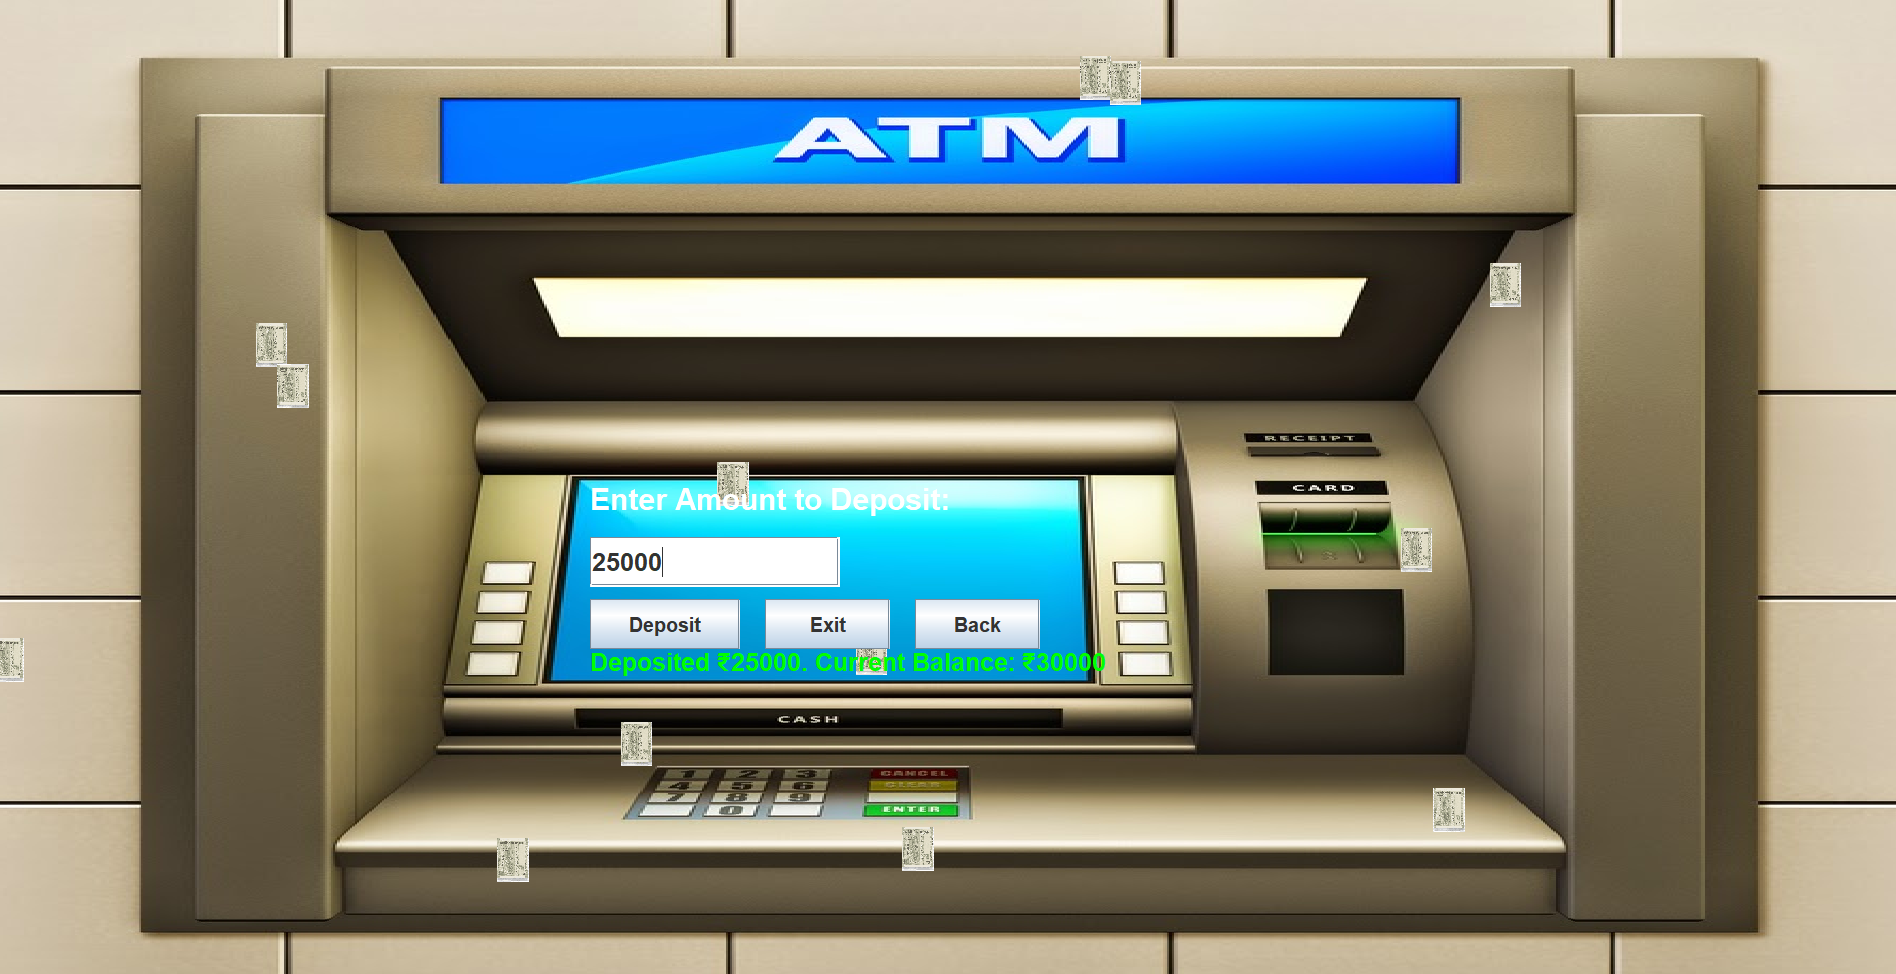 ATM
RECEIPT
CARD
Enter Amount to Deposit:
25000
Deposit Exit Back
Deposited ₹25000. Current Balance: ₹30000
CASH
1 2 3 CANCEL
4 5 6 CLEAR
7 8 9
0 ENTER